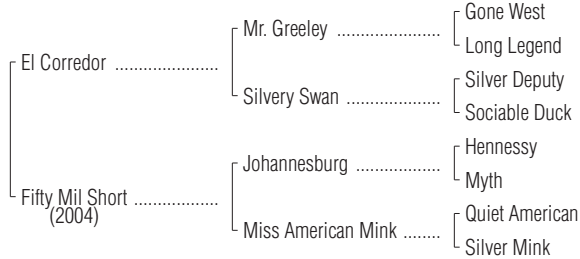 Gone West
Mr. Greeley ........................
Long Legend
El Corredor ........................
Silver Deputy
Silvery Swan ......................
Sociable Duck
Hennessy
Johannesburg ...................
Myth
Fifty Mil Short ...................
(2004)
Quiet American
Miss American Mink ........
Silver Mink